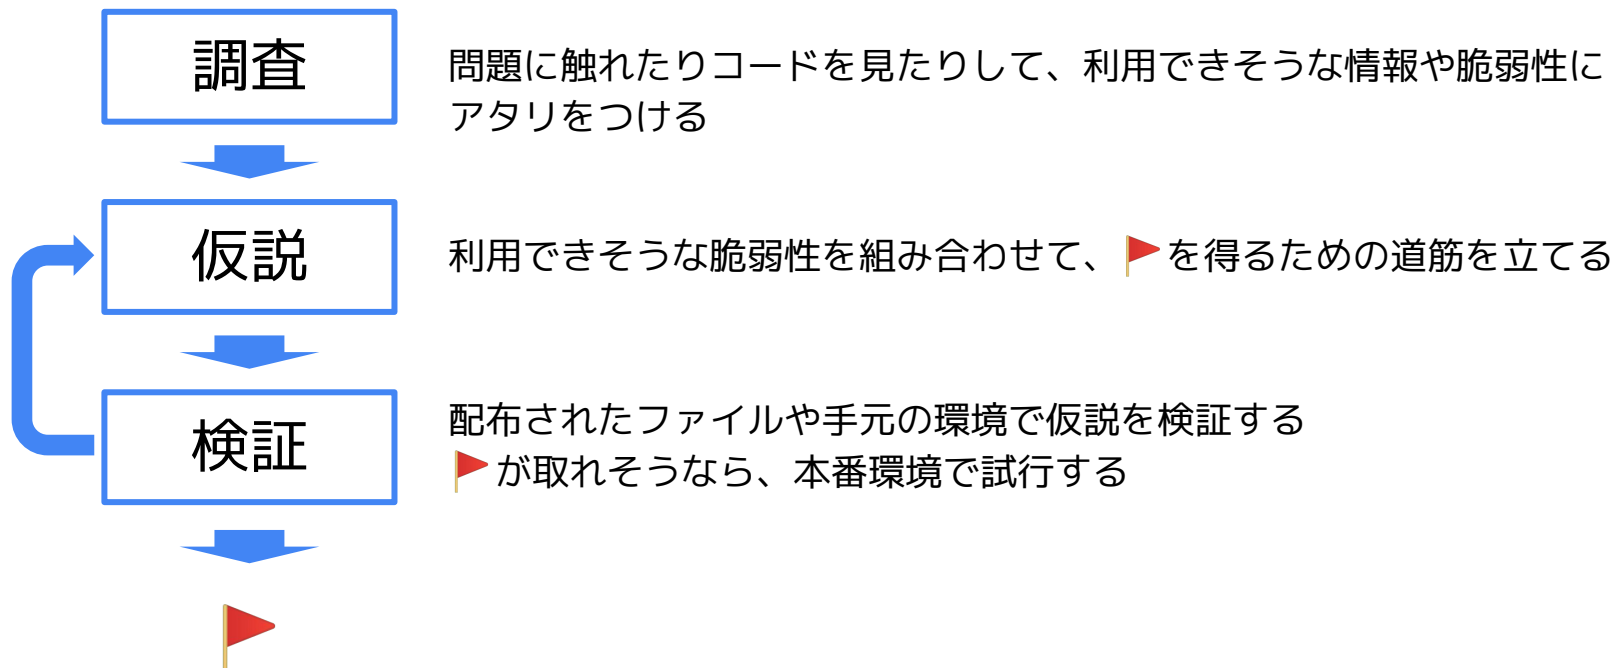 調査
問題に触れたりコードを見たりして、利用できそうな情報や脆弱性に
アタリをつける
仮説
利用できそうな脆弱性を組み合わせて、🚩を得るための道筋を立てる
検証
配布されたファイルや手元の環境で仮説を検証する
🚩が取れそうなら、本番環境で試行する